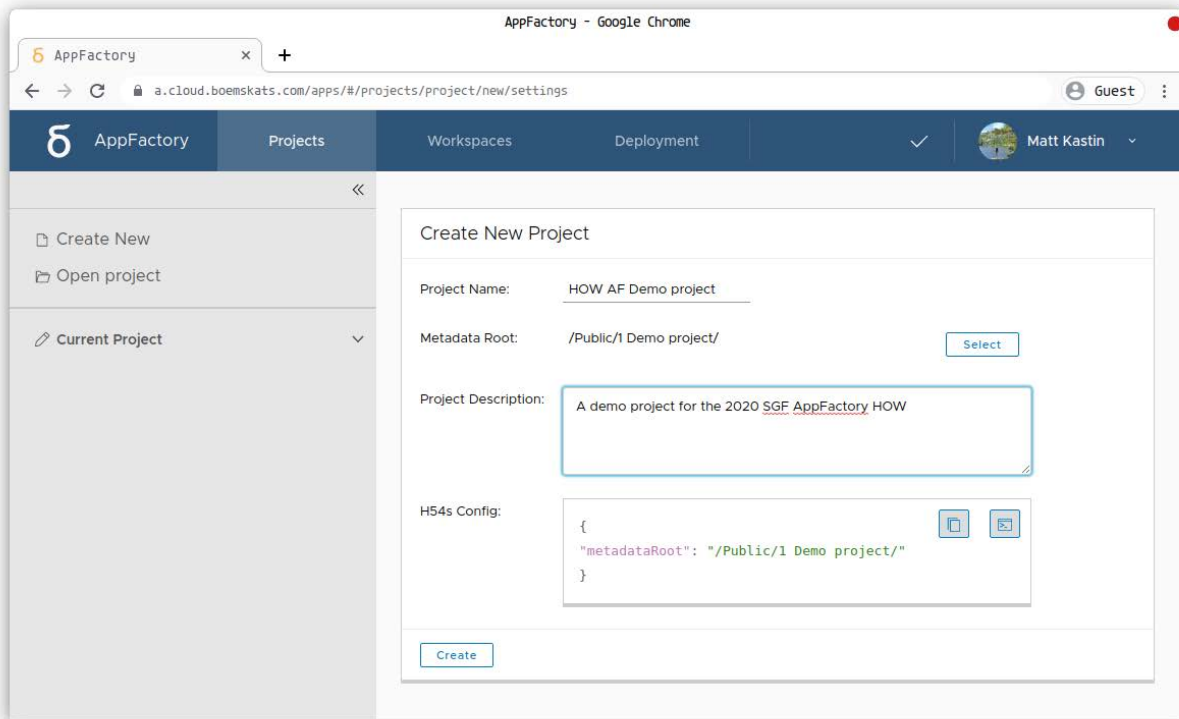 AppFactory - Google Chrome
AppFactory
a.cloud.boemskats.com/apps/#/projects/project/new/settings
Guest
δ AppFactory
Projects
Workspaces
Deployment
Matt Kastin
Create New
Open project
Current Project
Create New Project
Project Name: HOW AF Demo project
Metadata Root: /Public/1 Demo project/
Select
Project Description: A demo project for the 2020 SGF AppFactory HOW
H54s Config:
{
"metadataRoot": "/Public/1 Demo project/"
}
Create